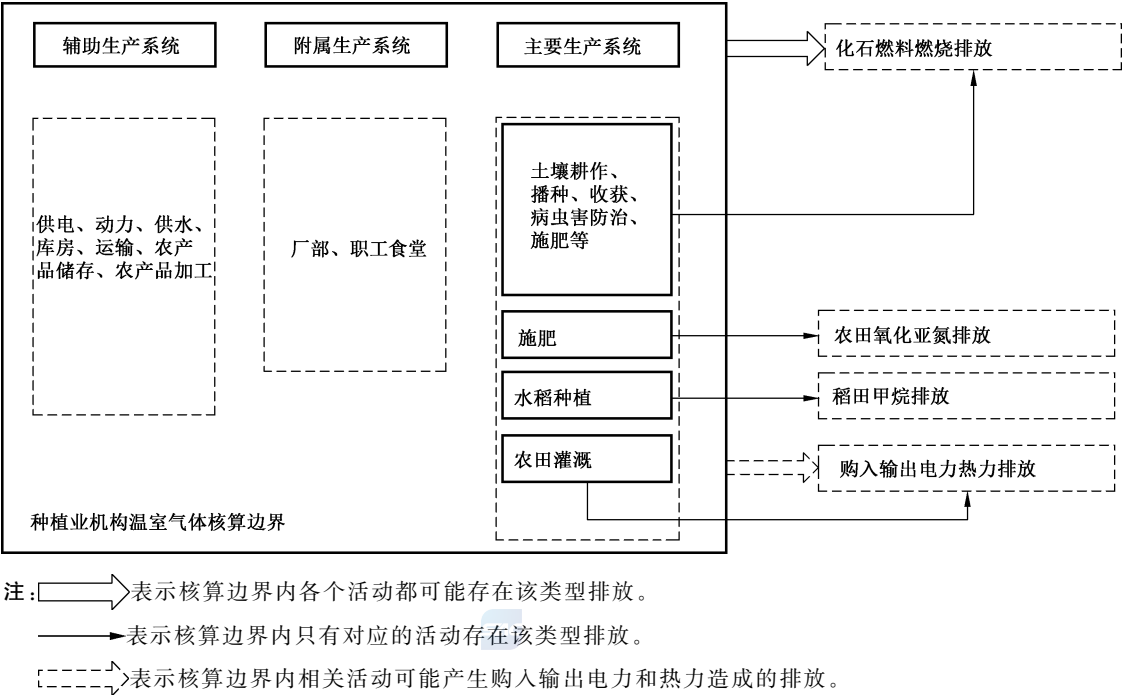 辅助生产系统
附属生产系统
主要生产系统
化石燃料燃烧排放
供电、动力、供水、
库房、运输、农产
品储存、农产品加工
厂部、职工食堂
土壤耕作、
播种、收获、
病虫害防治、
施肥等
施肥
农田氧化亚氮排放
水稻种植
稻田甲烷排放
农田灌溉
购入输出电力热力排放
种植业机构温室气体核算边界
注：表示核算边界内各个活动都可能存在该类型排放。
表示核算边界内只有对应的活动存在该类型排放。
表示核算边界内相关活动可能产生购入输出电力和热力造成的排放。